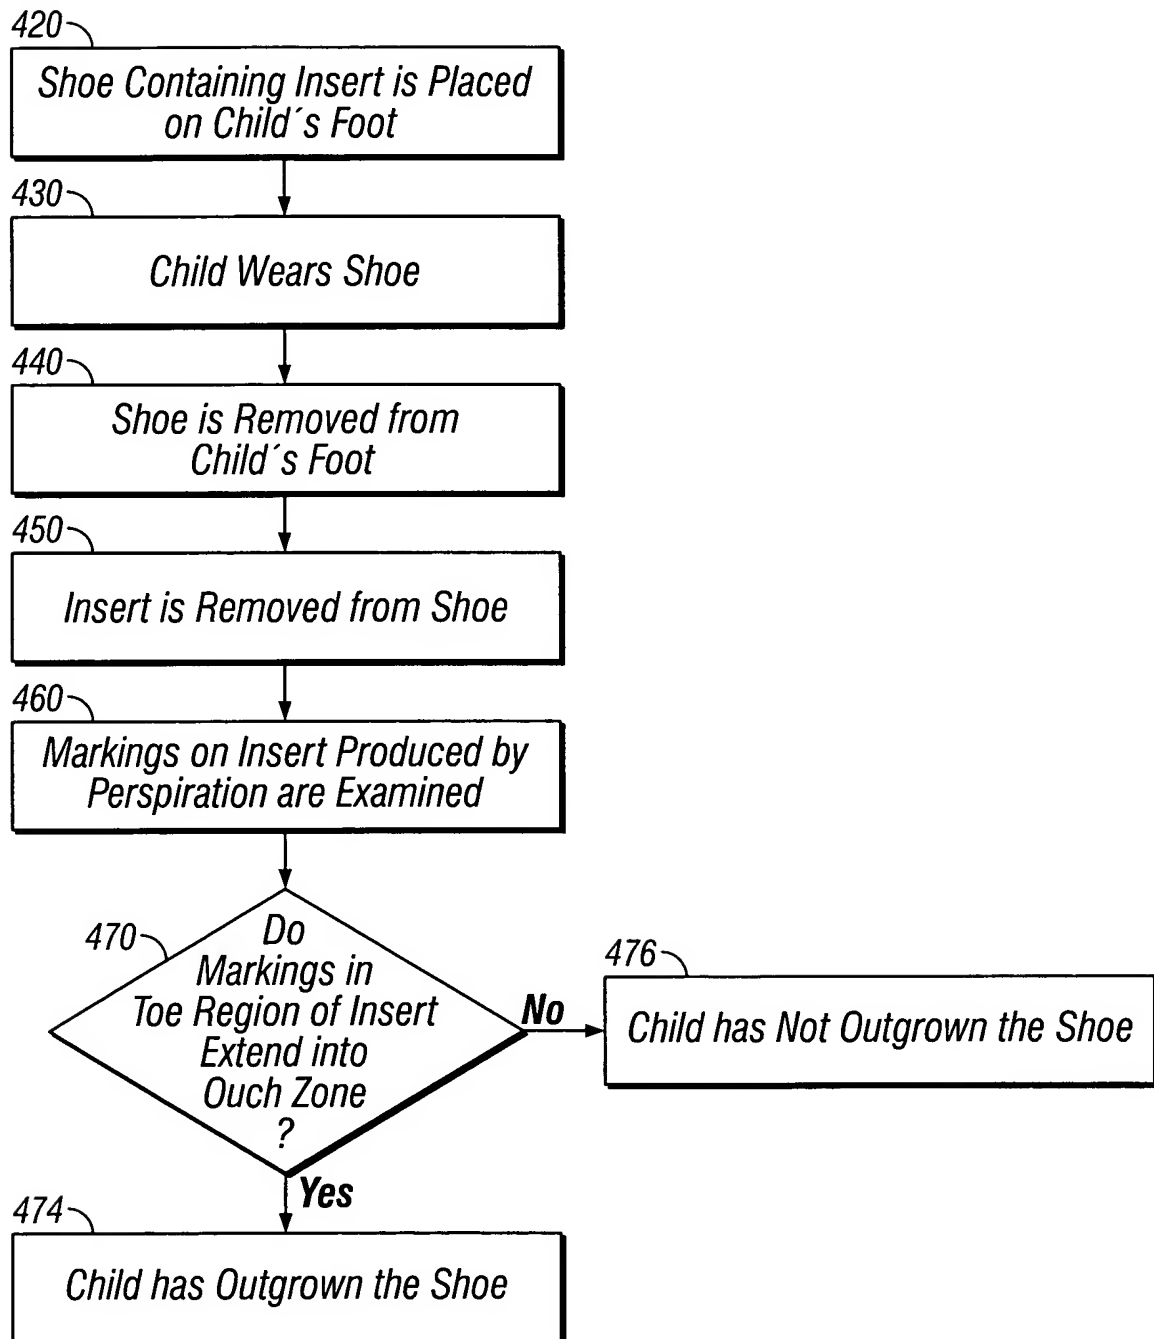 420
Shoe Containing Insert is Placed
on Child´s Foot
430
Child Wears Shoe
440
Shoe is Removed from
Child´s Foot
450
Insert is Removed from Shoe
460
Markings on Insert Produced by
Perspiration are Examined
470
Do
Markings in
Toe Region of Insert
Extend into
Ouch Zone
?
No
476
Child has Not Outgrown the Shoe
Yes
474
Child has Outgrown the Shoe